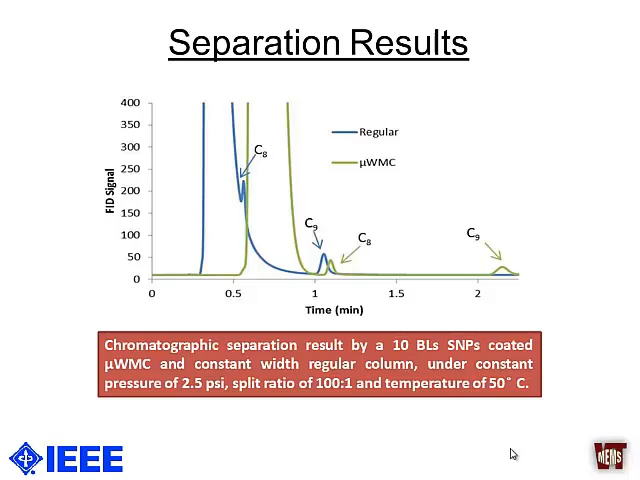 Separation Results
400
350
300
250
200
150
100
50
0
FID Signal
0
0.5
1
1.5
2
Time (min)
Regular
µWMC
C₈
C₉
C₈
C₉
Chromatographic separation result by a 10 BLs SNPs coated
µWMC and constant width regular column, under constant
pressure of 2.5 psi, split ratio of 100:1 and temperature of 50˚ C.
IEEE
VT
MEMS